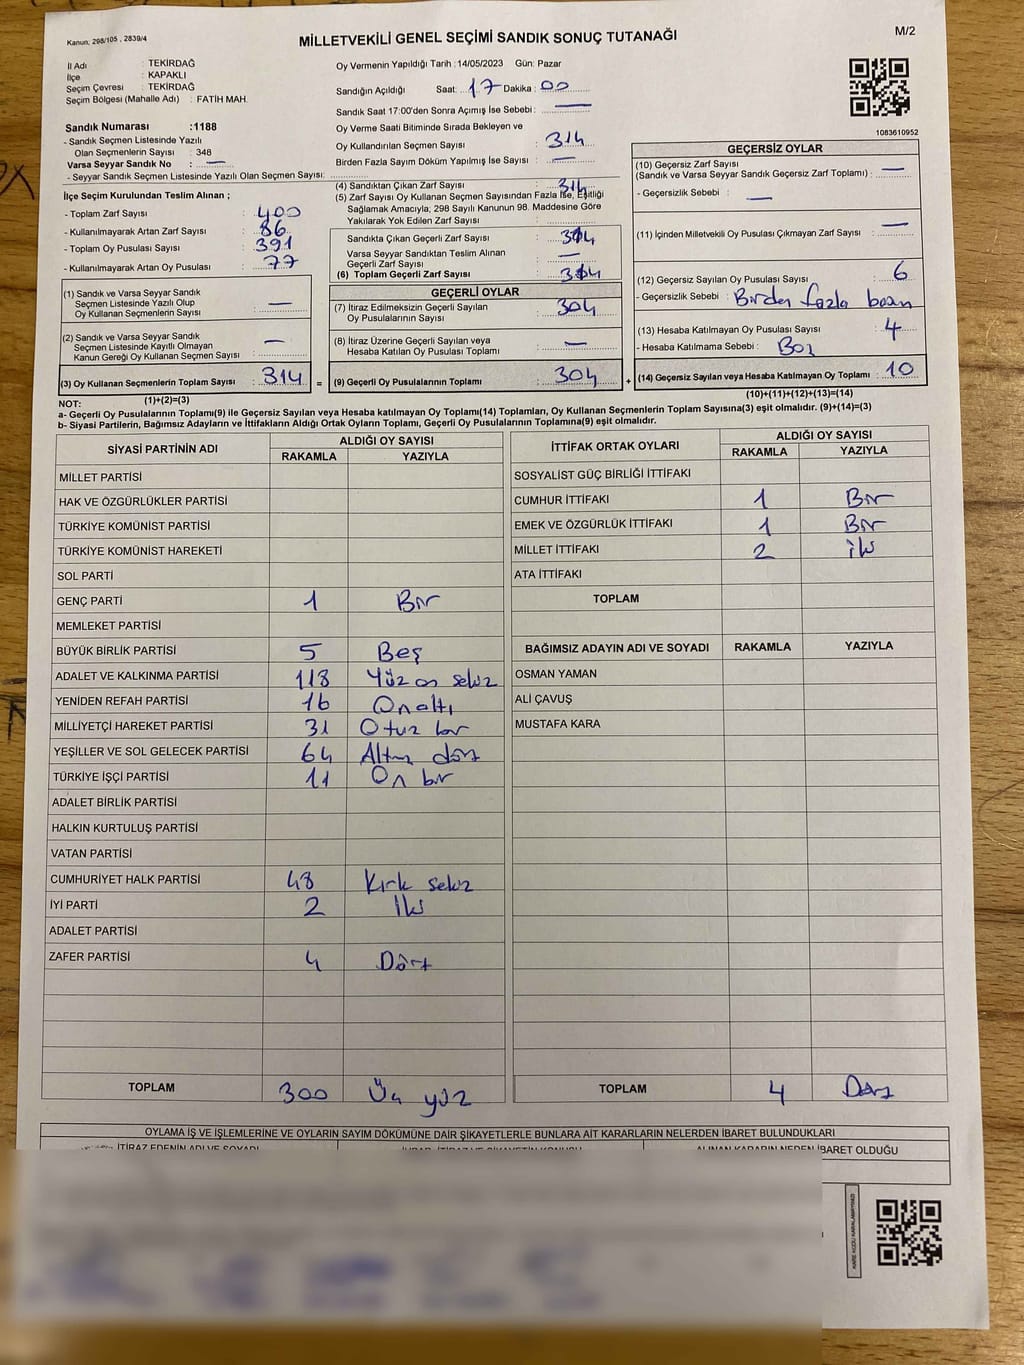 Kanun, 298/105 , 2839/4
MİLLETVEKİLİ GENEL SEÇİMİ SANDIK SONUÇ TUTANAĞI
M/2
İl Adı : TEKİRDAĞ
İlçe : KAPAKLI
Seçim Çevresi : TEKİRDAĞ
Seçim Bölgesi (Mahalle Adı) : FATİH MAH.
Sandık Numarası :1188
- Sandık Seçmen Listesinde Yazılı
Olan Seçmenlerin Sayısı : 348
Varsa Seyyar Sandık No : —
- Seyyar Sandık Seçmen Listesinde Yazılı Olan Seçmen Sayısı:
Oy Vermenin Yapıldığı Tarih :14/05/2023 Gün: Pazar
Sandığın Açıldığı Saat: 17 Dakika: 00
Sandık Saat 17:00'den Sonra Açımış İse Sebebi : —
Oy Verme Saati Bitiminde Sırada Bekleyen ve
Oy Kullandırılan Seçmen Sayısı : 314
Birden Fazla Sayım Döküm Yapılmış İse Sayısı : —
1083610952
İlçe Seçim Kurulundan Teslim Alınan ;
- Toplam Zarf Sayısı : 400
- Kullanılmayarak Artan Zarf Sayısı : 86
- Toplam Oy Pusulası Sayısı : 391
- Kullanılmayarak Artan Oy Pusulası : 77
(1) Sandık ve Varsa Seyyar Sandık
Seçmen Listesinde Yazılı Olup
Oy Kullanan Seçmenlerin Sayısı : —
(2) Sandık ve Varsa Seyyar Sandık
Seçmen Listesinde Kayıtlı Olmayan
Kanun Gereği Oy Kullanan Seçmen Sayısı : —
(3) Oy Kullanan Seçmenlerin Toplam Sayısı : 314 =
(1)+(2)=(3)
(4) Sandıktan Çıkan Zarf Sayısı : 314
(5) Zarf Sayısı Oy Kullanan Seçmen Sayısından Fazla İse, Eşitliği
Sağlamak Amacıyla; 298 Sayılı Kanunun 98. Maddesine Göre
Yakılarak Yok Edilen Zarf Sayısı :
Sandıkta Çıkan Geçerli Zarf Sayısı : 314
Varsa Seyyar Sandıktan Teslim Alınan
Geçerli Zarf Sayısı : —
(6) Toplam Geçerli Zarf Sayısı : 314
GEÇERLİ OYLAR
(7) İtiraz Edilmeksizin Geçerli Sayılan
Oy Pusulalarının Sayısı : 304
(8) İtiraz Üzerine Geçerli Sayılan veya
Hesaba Katılan Oy Pusulası Toplamı : —
(9) Geçerli Oy Pusulalarının Toplamı : 304 +
GEÇERSİZ OYLAR
(10) Geçersiz Zarf Sayısı
(Sandık ve Varsa Seyyar Sandık Geçersiz Zarf Toplamı) : —
- Geçersizlik Sebebi : —
(11) İçinden Milletvekili Oy Pusulası Çıkmayan Zarf Sayısı : —
(12) Geçersiz Sayılan Oy Pusulası Sayısı : 6
- Geçersizlik Sebebi : Birden fazla basan
(13) Hesaba Katılmayan Oy Pusulası Sayısı : 4
- Hesaba Katılmama Sebebi : Boş
(14) Geçersiz Sayılan veya Hesaba Katılmayan Oy Toplamı : 10
(10)+(11)+(12)+(13)=(14)
NOT:
a- Geçerli Oy Pusulalarının Toplamı(9) ile Geçersiz Sayılan veya Hesaba katılmayan Oy Toplamı(14) Toplamları, Oy Kullanan Seçmenlerin Toplam Sayısına(3) eşit olmalıdır. (9)+(14)=(3)
b- Siyasi Partilerin, Bağımsız Adayların ve İttifakların Aldığı Ortak Oyların Toplamı, Geçerli Oy Pusulalarının Toplamına(9) eşit olmalıdır.
SİYASİ PARTİNİN ADI ALDIĞI OY SAYISI
RAKAMLA YAZIYLA
MİLLET PARTİSİ
HAK VE ÖZGÜRLÜKLER PARTİSİ
TÜRKİYE KOMÜNİST PARTİSİ
TÜRKİYE KOMÜNİST HAREKETİ
SOL PARTİ
GENÇ PARTİ 1 Bir
MEMLEKET PARTİSİ
BÜYÜK BİRLİK PARTİSİ 5 Beş
ADALET VE KALKINMA PARTİSİ 118 Yüz on sekiz
YENİDEN REFAH PARTİSİ 16 Onaltı
MİLLİYETÇİ HAREKET PARTİSİ 31 Otuz bir
YEŞİLLER VE SOL GELECEK PARTİSİ 64 Altmış dört
TÜRKİYE İŞÇİ PARTİSİ 11 On bir
ADALET BİRLİK PARTİSİ
HALKIN KURTULUŞ PARTİSİ
VATAN PARTİSİ
CUMHURİYET HALK PARTİSİ 48 Kırk sekiz
İYİ PARTİ 2 İki
ADALET PARTİSİ
ZAFER PARTİSİ 4 Dört
TOPLAM 300 Üç yüz
İTTİFAK ORTAK OYLARI ALDIĞI OY SAYISI
RAKAMLA YAZIYLA
SOSYALİST GÜÇ BİRLİĞİ İTTİFAKI
CUMHUR İTTİFAKI 1 Bir
EMEK VE ÖZGÜRLÜK İTTİFAKI 1 Bir
MİLLET İTTİFAKI 2 iki
ATA İTTİFAKI
TOPLAM
BAĞIMSIZ ADAYIN ADI VE SOYADI RAKAMLA YAZIYLA
OSMAN YAMAN
ALİ ÇAVUŞ
MUSTAFA KARA
TOPLAM 4 Dört
OYLAMA İŞ VE İŞLEMLERİNE VE OYLARIN SAYIM DÖKÜMÜNE DAİR ŞİKAYETLERLE BUNLARA AİT KARARLARIN NELERDEN İBARET BULUNDUKLARI
İTİRAZ EDENİN ADI VE SOYADI
ALINAN KARARIN NEDEN İBARET OLDUĞU